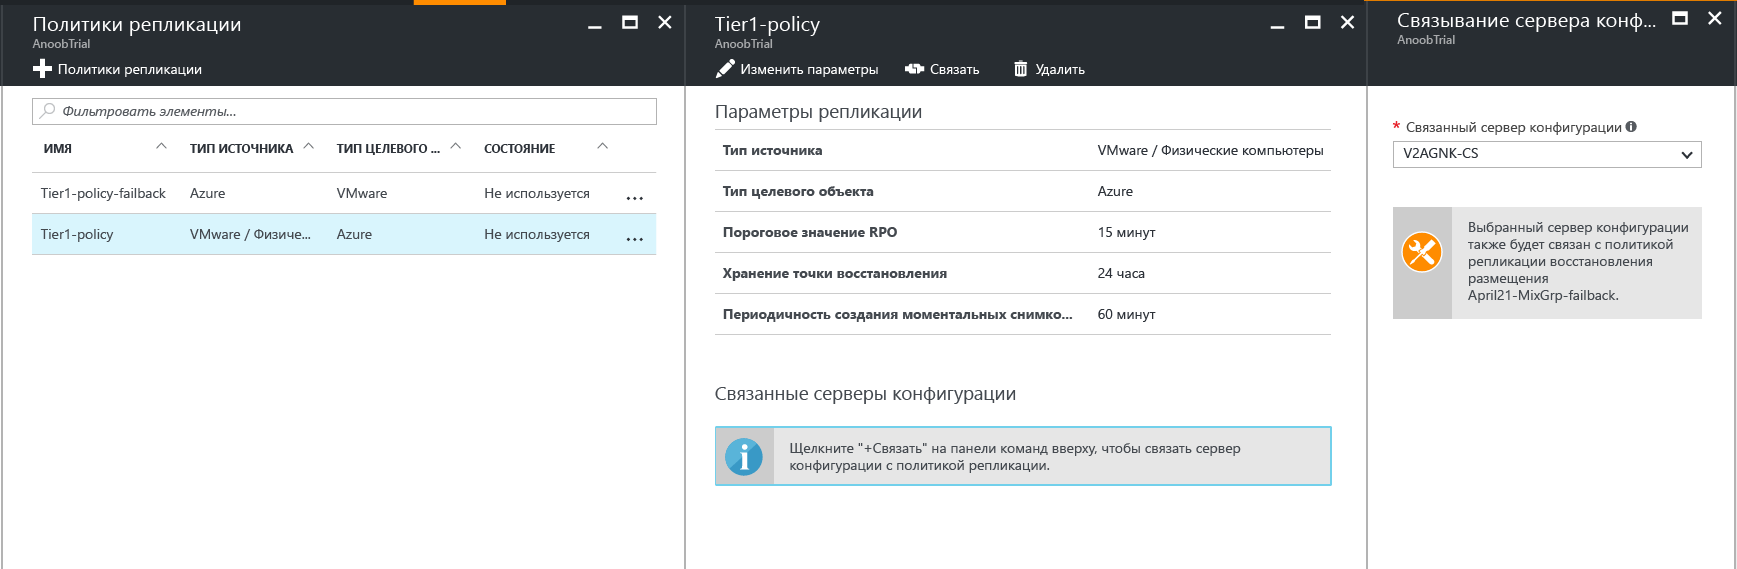 Политики репликации
AnoobTrial
Политики репликации
Фильтровать элементы...
ИМЯ ТИП ИСТОЧНИКА ТИП ЦЕЛЕВОГО ... СОСТОЯНИЕ
Tier1-policy-failback Azure VMware Не используется ...
Tier1-policy VMware / Физиче... Azure Не используется ...
Tier1-policy
AnoobTrial
Изменить параметры Связать Удалить
Параметры репликации
Тип источника VMware / Физические компьютеры
Тип целевого объекта Azure
Пороговое значение RPO 15 минут
Хранение точки восстановления 24 часа
Периодичность создания моментальных снимко... 60 минут
Связанные серверы конфигурации
Щелкните "+Связать" на панели команд вверху, чтобы связать сервер
конфигурации с политикой репликации.
Связывание сервера конф...
AnoobTrial
* Связанный сервер конфигурации
V2AGNK-CS
Выбранный сервер конфигурации
также будет связан с политикой
репликации восстановления
размещения
April21-MixGrp-failback.